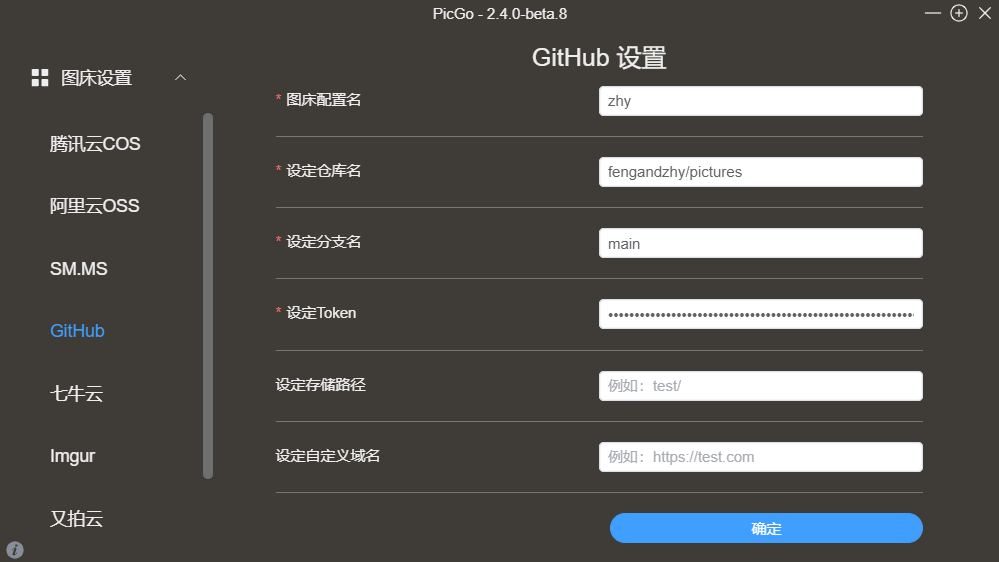 PicGo - 2.4.0-beta.8
GitHub 设置
图床设置
腾讯云COS
阿里云OSS
SM.MS
GitHub
七牛云
Imgur
又拍云
* 图床配置名
zhy
* 设定仓库名
fengandzhy/pictures
* 设定分支名
main
* 设定Token
设定存储路径
例如：test/
设定自定义域名
例如：https://test.com
确定